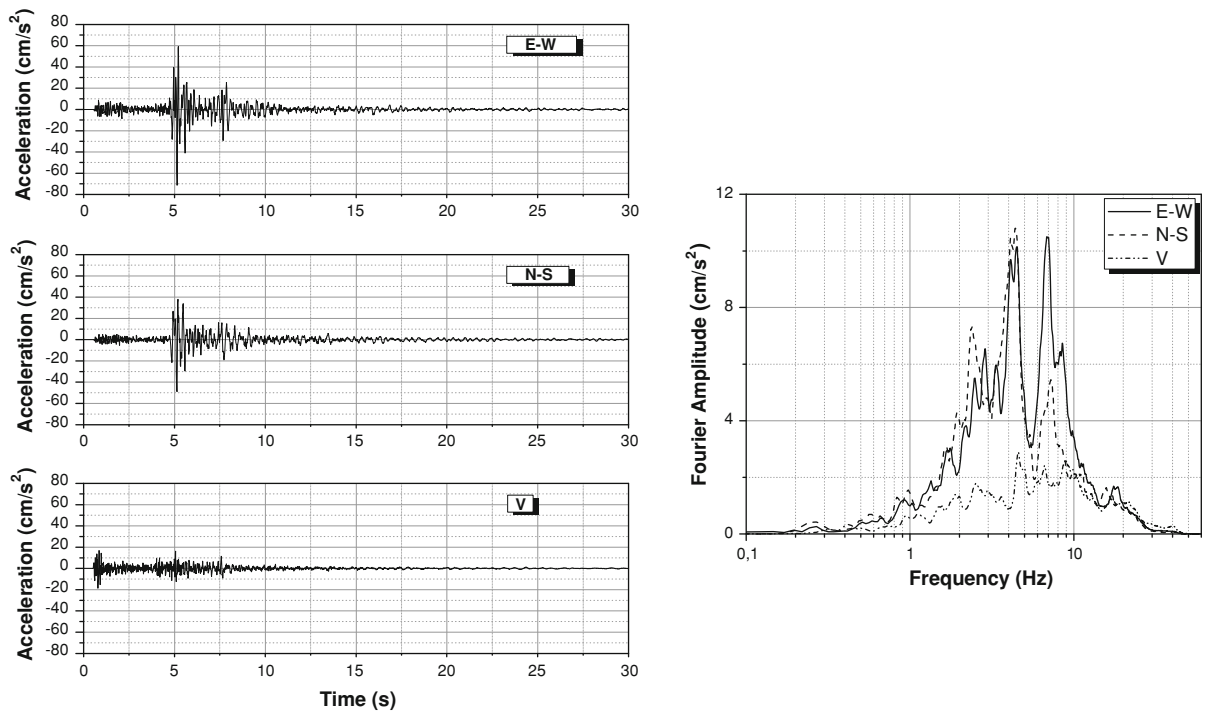 Acceleration (cm/s²)
80
60
40
20
0
-20
-40
-60
-80
E-W
0 5 10 15 20 25 30
Acceleration (cm/s²)
80
60
40
20
0
-20
-40
-60
-80
N-S
0 5 10 15 20 25 30
Acceleration (cm/s²)
80
60
40
20
0
-20
-40
-60
-80
V
0 5 10 15 20 25 30
Time (s)
Fourier Amplitude (cm/s²)
12
8
4
0
E-W
N-S
V
0,1 1 10
Frequency (Hz)